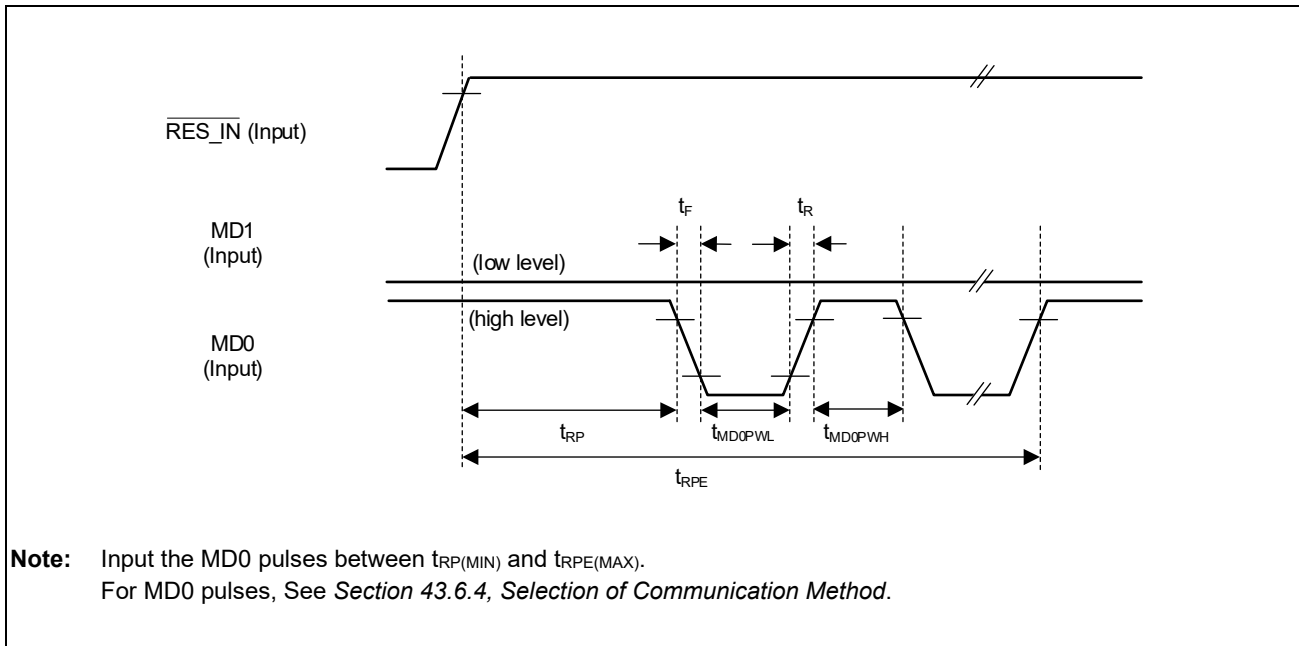 RES_IN (Input)
tF
tR
MD1
(Input)
(low level)
(high level)
MD0
(Input)
tRP
tMD0PWL
tMD0PWH
tRPE
Note: Input the MD0 pulses between tRP(MIN) and tRPE(MAX).
For MD0 pulses, See Section 43.6.4, Selection of Communication Method.